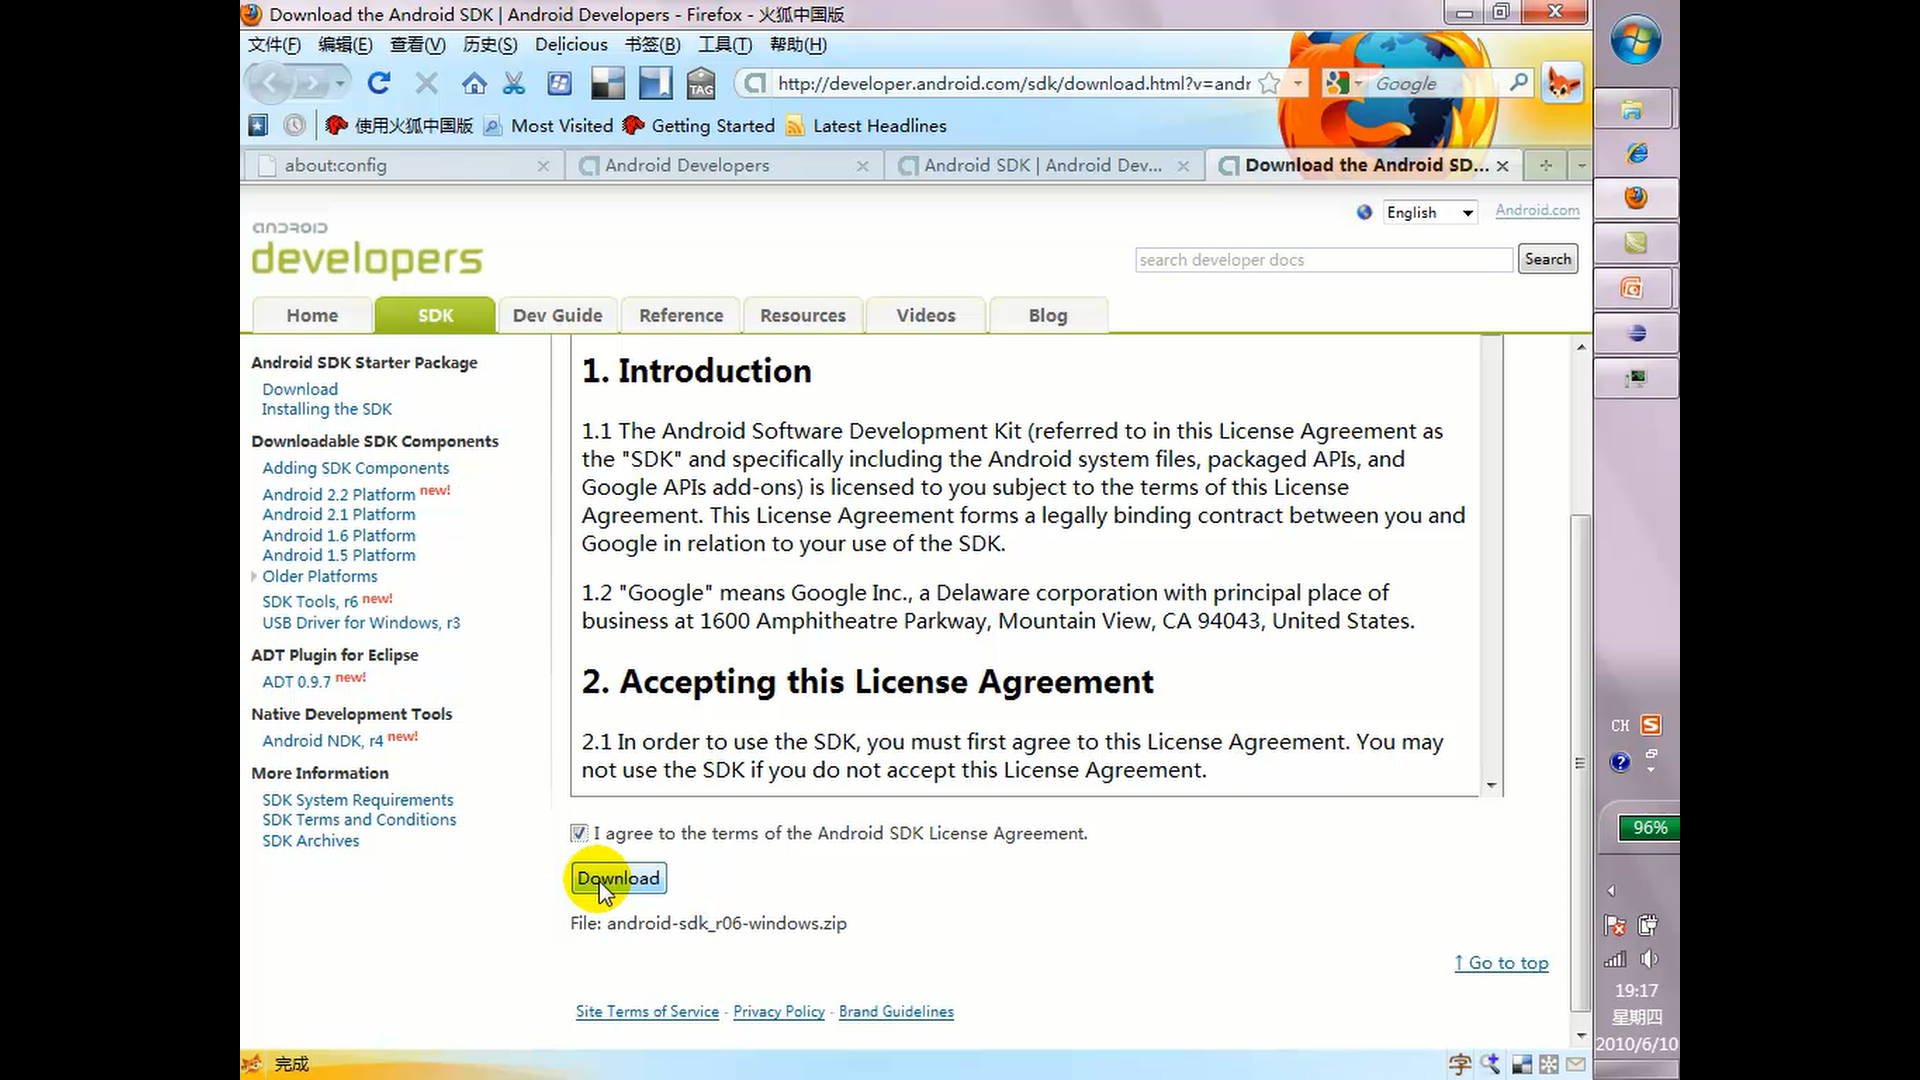 Download the Android SDK | Android Developers - Firefox - 火狐中国版
文件(F) 编辑(E) 查看(V) 历史(S) Delicious 书签(B) 工具(T) 帮助(H)
TAG
http://developer.android.com/sdk/download.html?v=andr
Google
使用火狐中国版 Most Visited Getting Started Latest Headlines
about:config
Android Developers
Android SDK | Android Dev...
Download the Android SD...
English
Android.com
android
developers
search developer docs
Search
Home SDK Dev Guide Reference Resources Videos Blog
Android SDK Starter Package
Download
Installing the SDK
Downloadable SDK Components
Adding SDK Components
Android 2.2 Platform new!
Android 2.1 Platform
Android 1.6 Platform
Android 1.5 Platform
Older Platforms
SDK Tools, r6 new!
USB Driver for Windows, r3
ADT Plugin for Eclipse
ADT 0.9.7 new!
Native Development Tools
Android NDK, r4 new!
More Information
SDK System Requirements
SDK Terms and Conditions
SDK Archives
1. Introduction
1.1 The Android Software Development Kit (referred to in this License Agreement as
the "SDK" and specifically including the Android system files, packaged APIs, and
Google APIs add-ons) is licensed to you subject to the terms of this License
Agreement. This License Agreement forms a legally binding contract between you and
Google in relation to your use of the SDK.
1.2 "Google" means Google Inc., a Delaware corporation with principal place of
business at 1600 Amphitheatre Parkway, Mountain View, CA 94043, United States.
2. Accepting this License Agreement
2.1 In order to use the SDK, you must first agree to this License Agreement. You may
not use the SDK if you do not accept this License Agreement.
I agree to the terms of the Android SDK License Agreement.
Download
File: android-sdk_r06-windows.zip
↑ Go to top
Site Terms of Service - Privacy Policy - Brand Guidelines
完成
字
CH
96%
19:17
星期四
2010/6/10